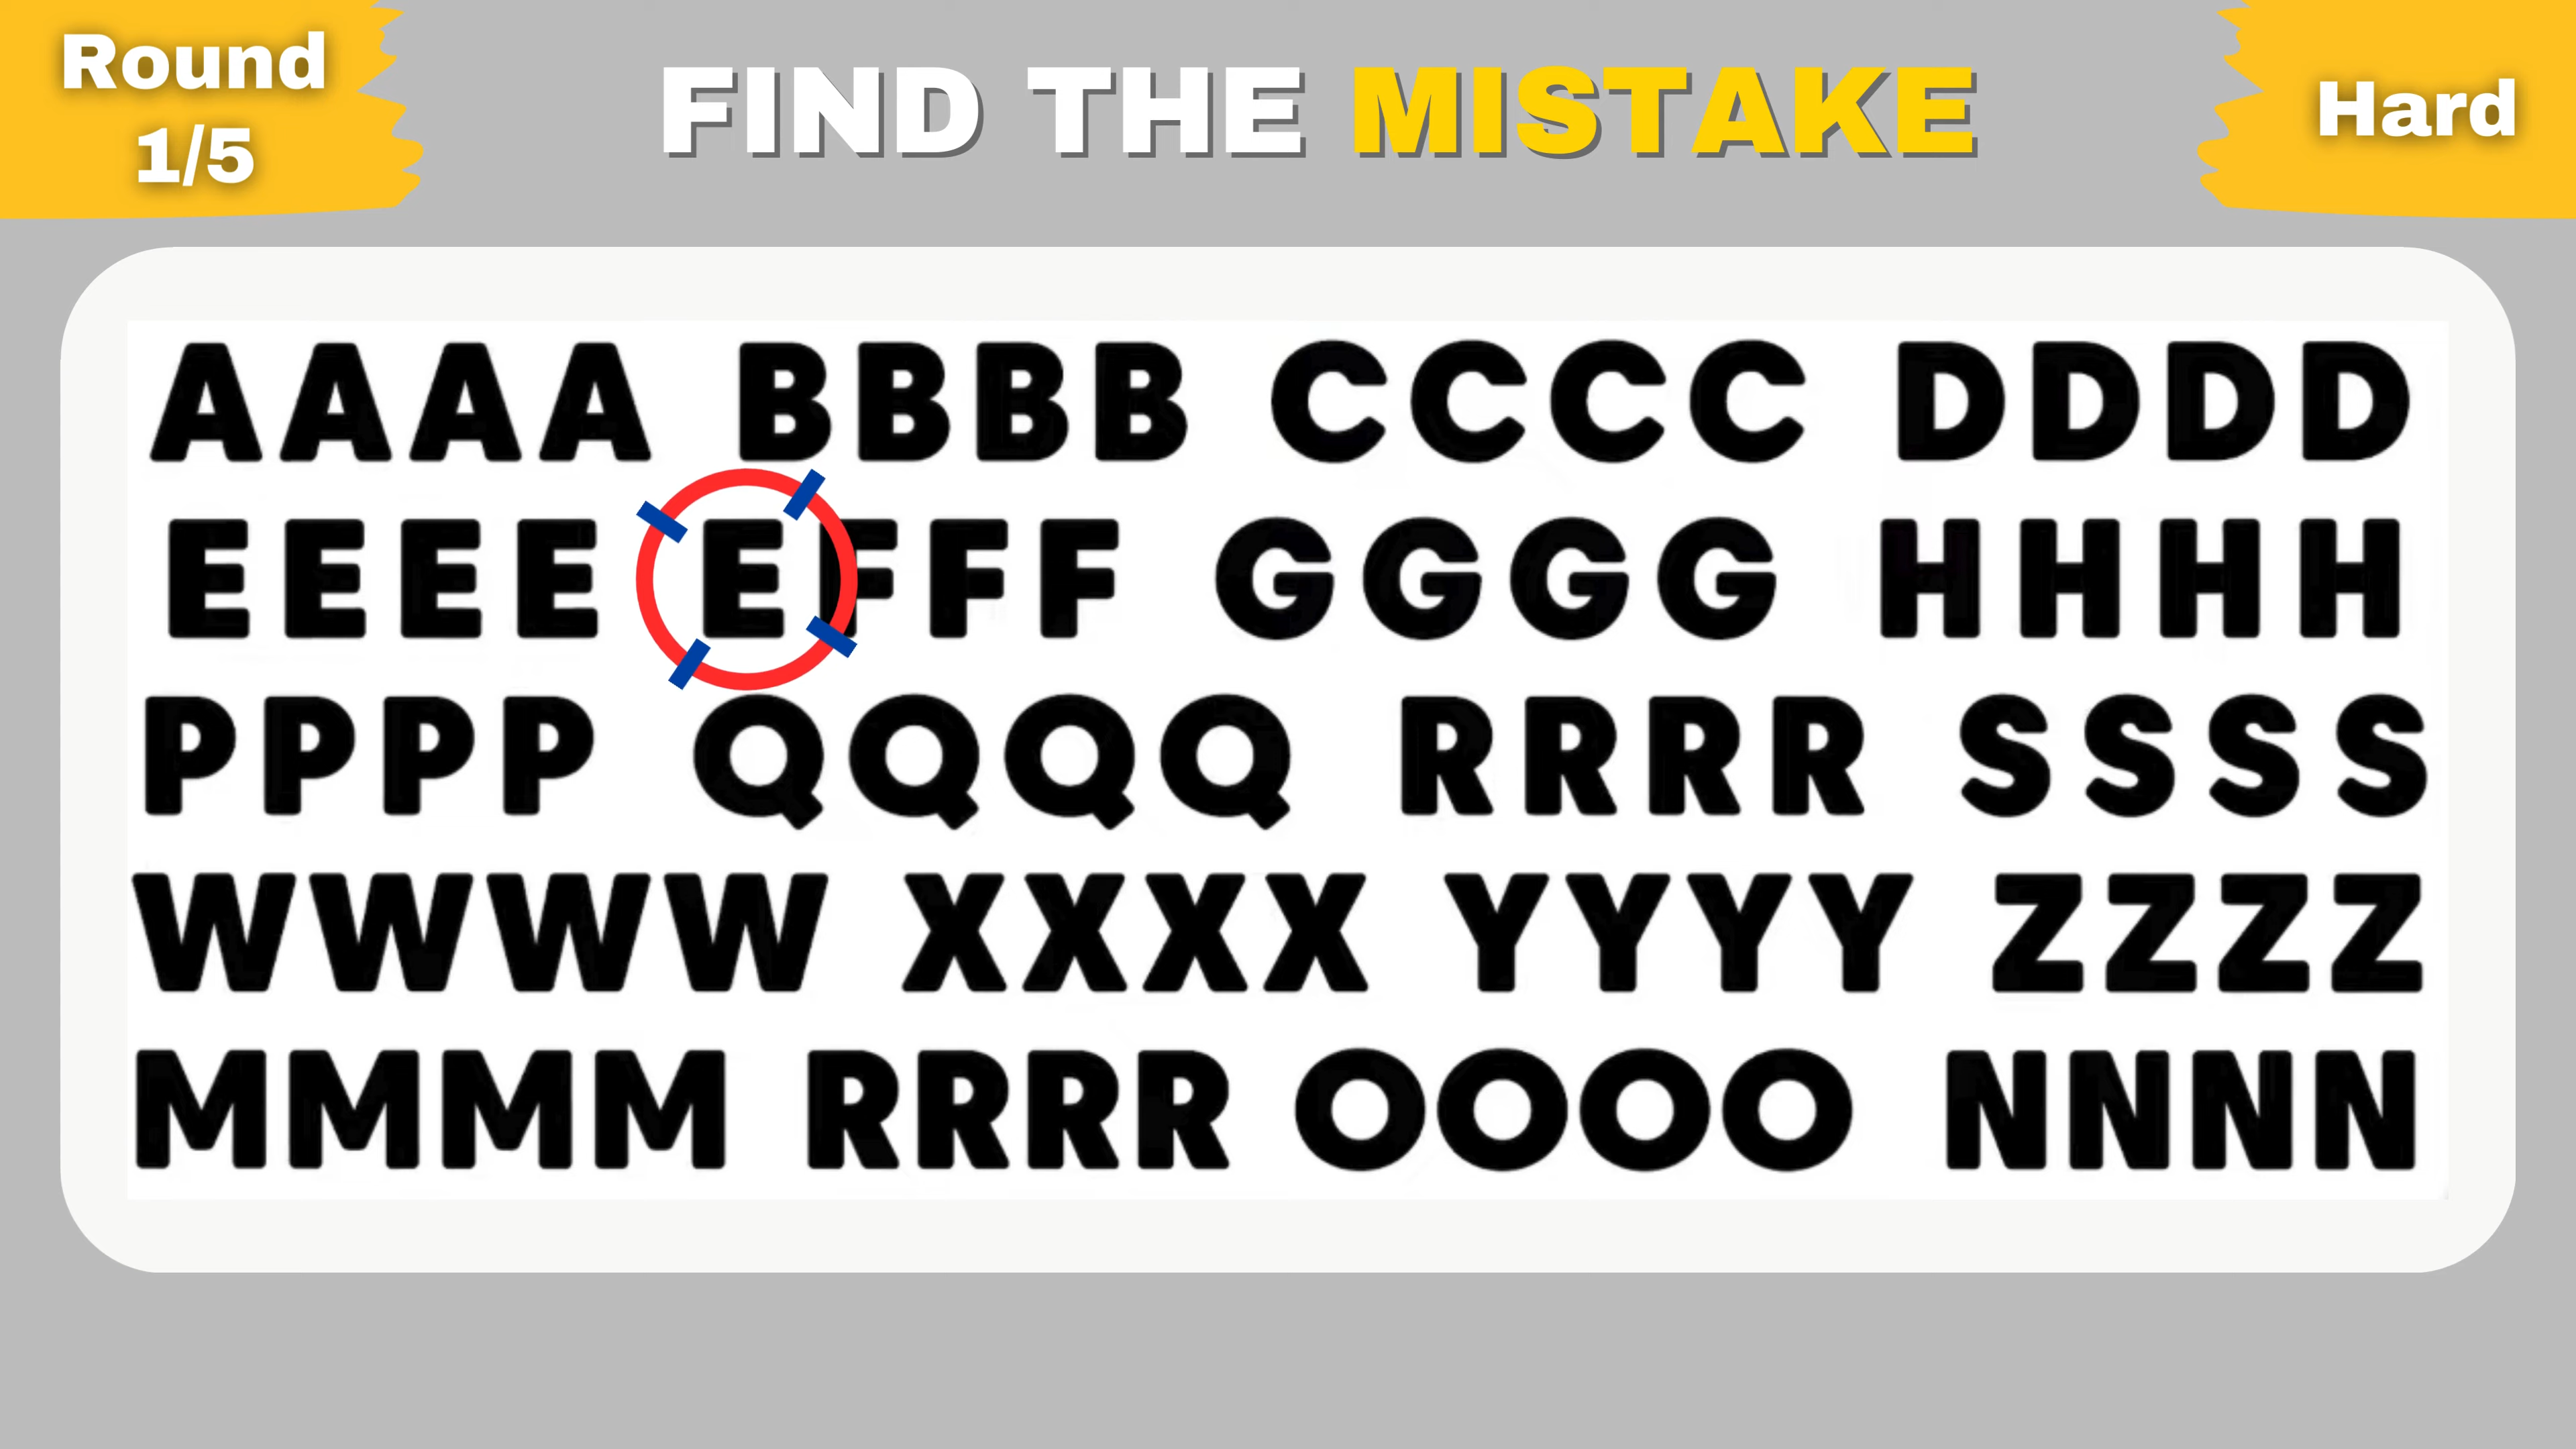 Round
1/5
FIND THE MISTAKE
Hard
AAAA BBBB CCCC DDDD
EEEE EFFF GGGG HHHH
PPPP QQQQ RRRR SSSS
WWWW XXXX YYYY ZZZZ
MMMM RRRR OOOO NNNN